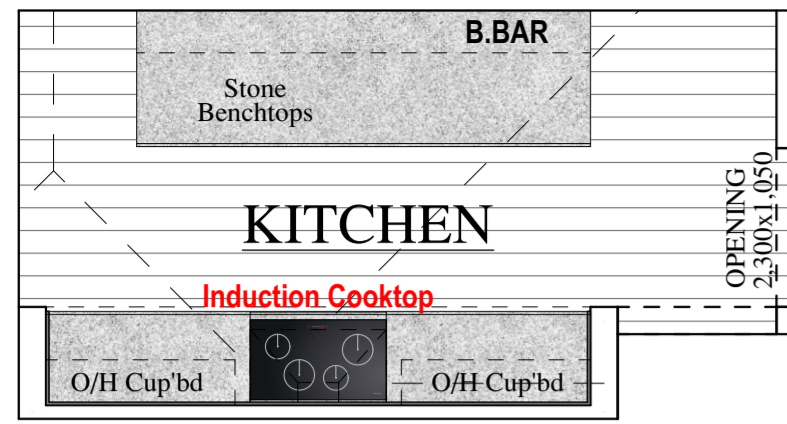 B.BAR
Stone
Benchtops
KITCHEN
OPENING
2,300x1,050
Induction Cooktop
O/H Cup'bd
O/H Cup'bd